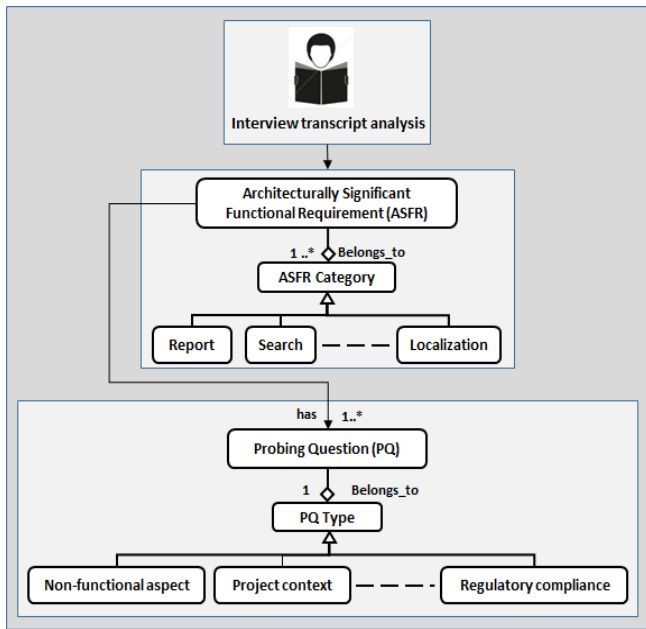 Interview transcript analysis
Architecturally Significant
Functional Requirement (ASFR)
1 ..* Belongs_to
ASFR Category
Report Search Localization
has 1..*
Probing Question (PQ)
1 Belongs_to
PQ Type
Non-functional aspect Project context Regulatory compliance